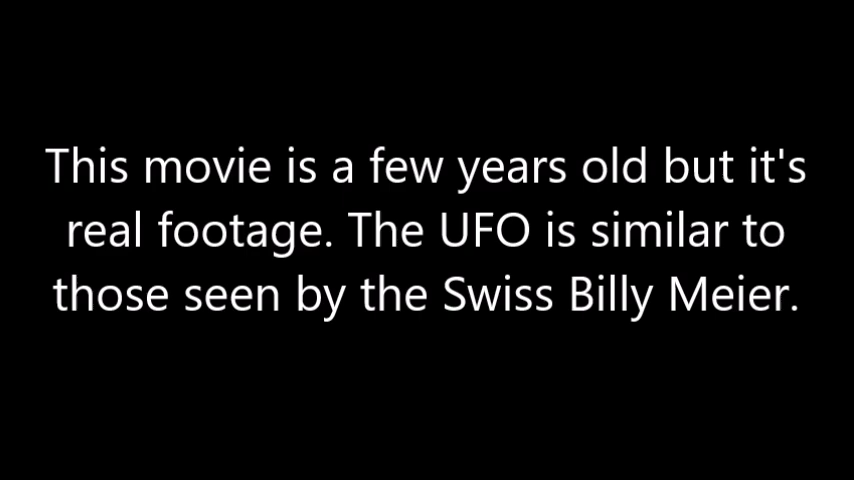 This movie is a few years old but it's
real footage. The UFO is similar to
those seen by the Swiss Billy Meier.